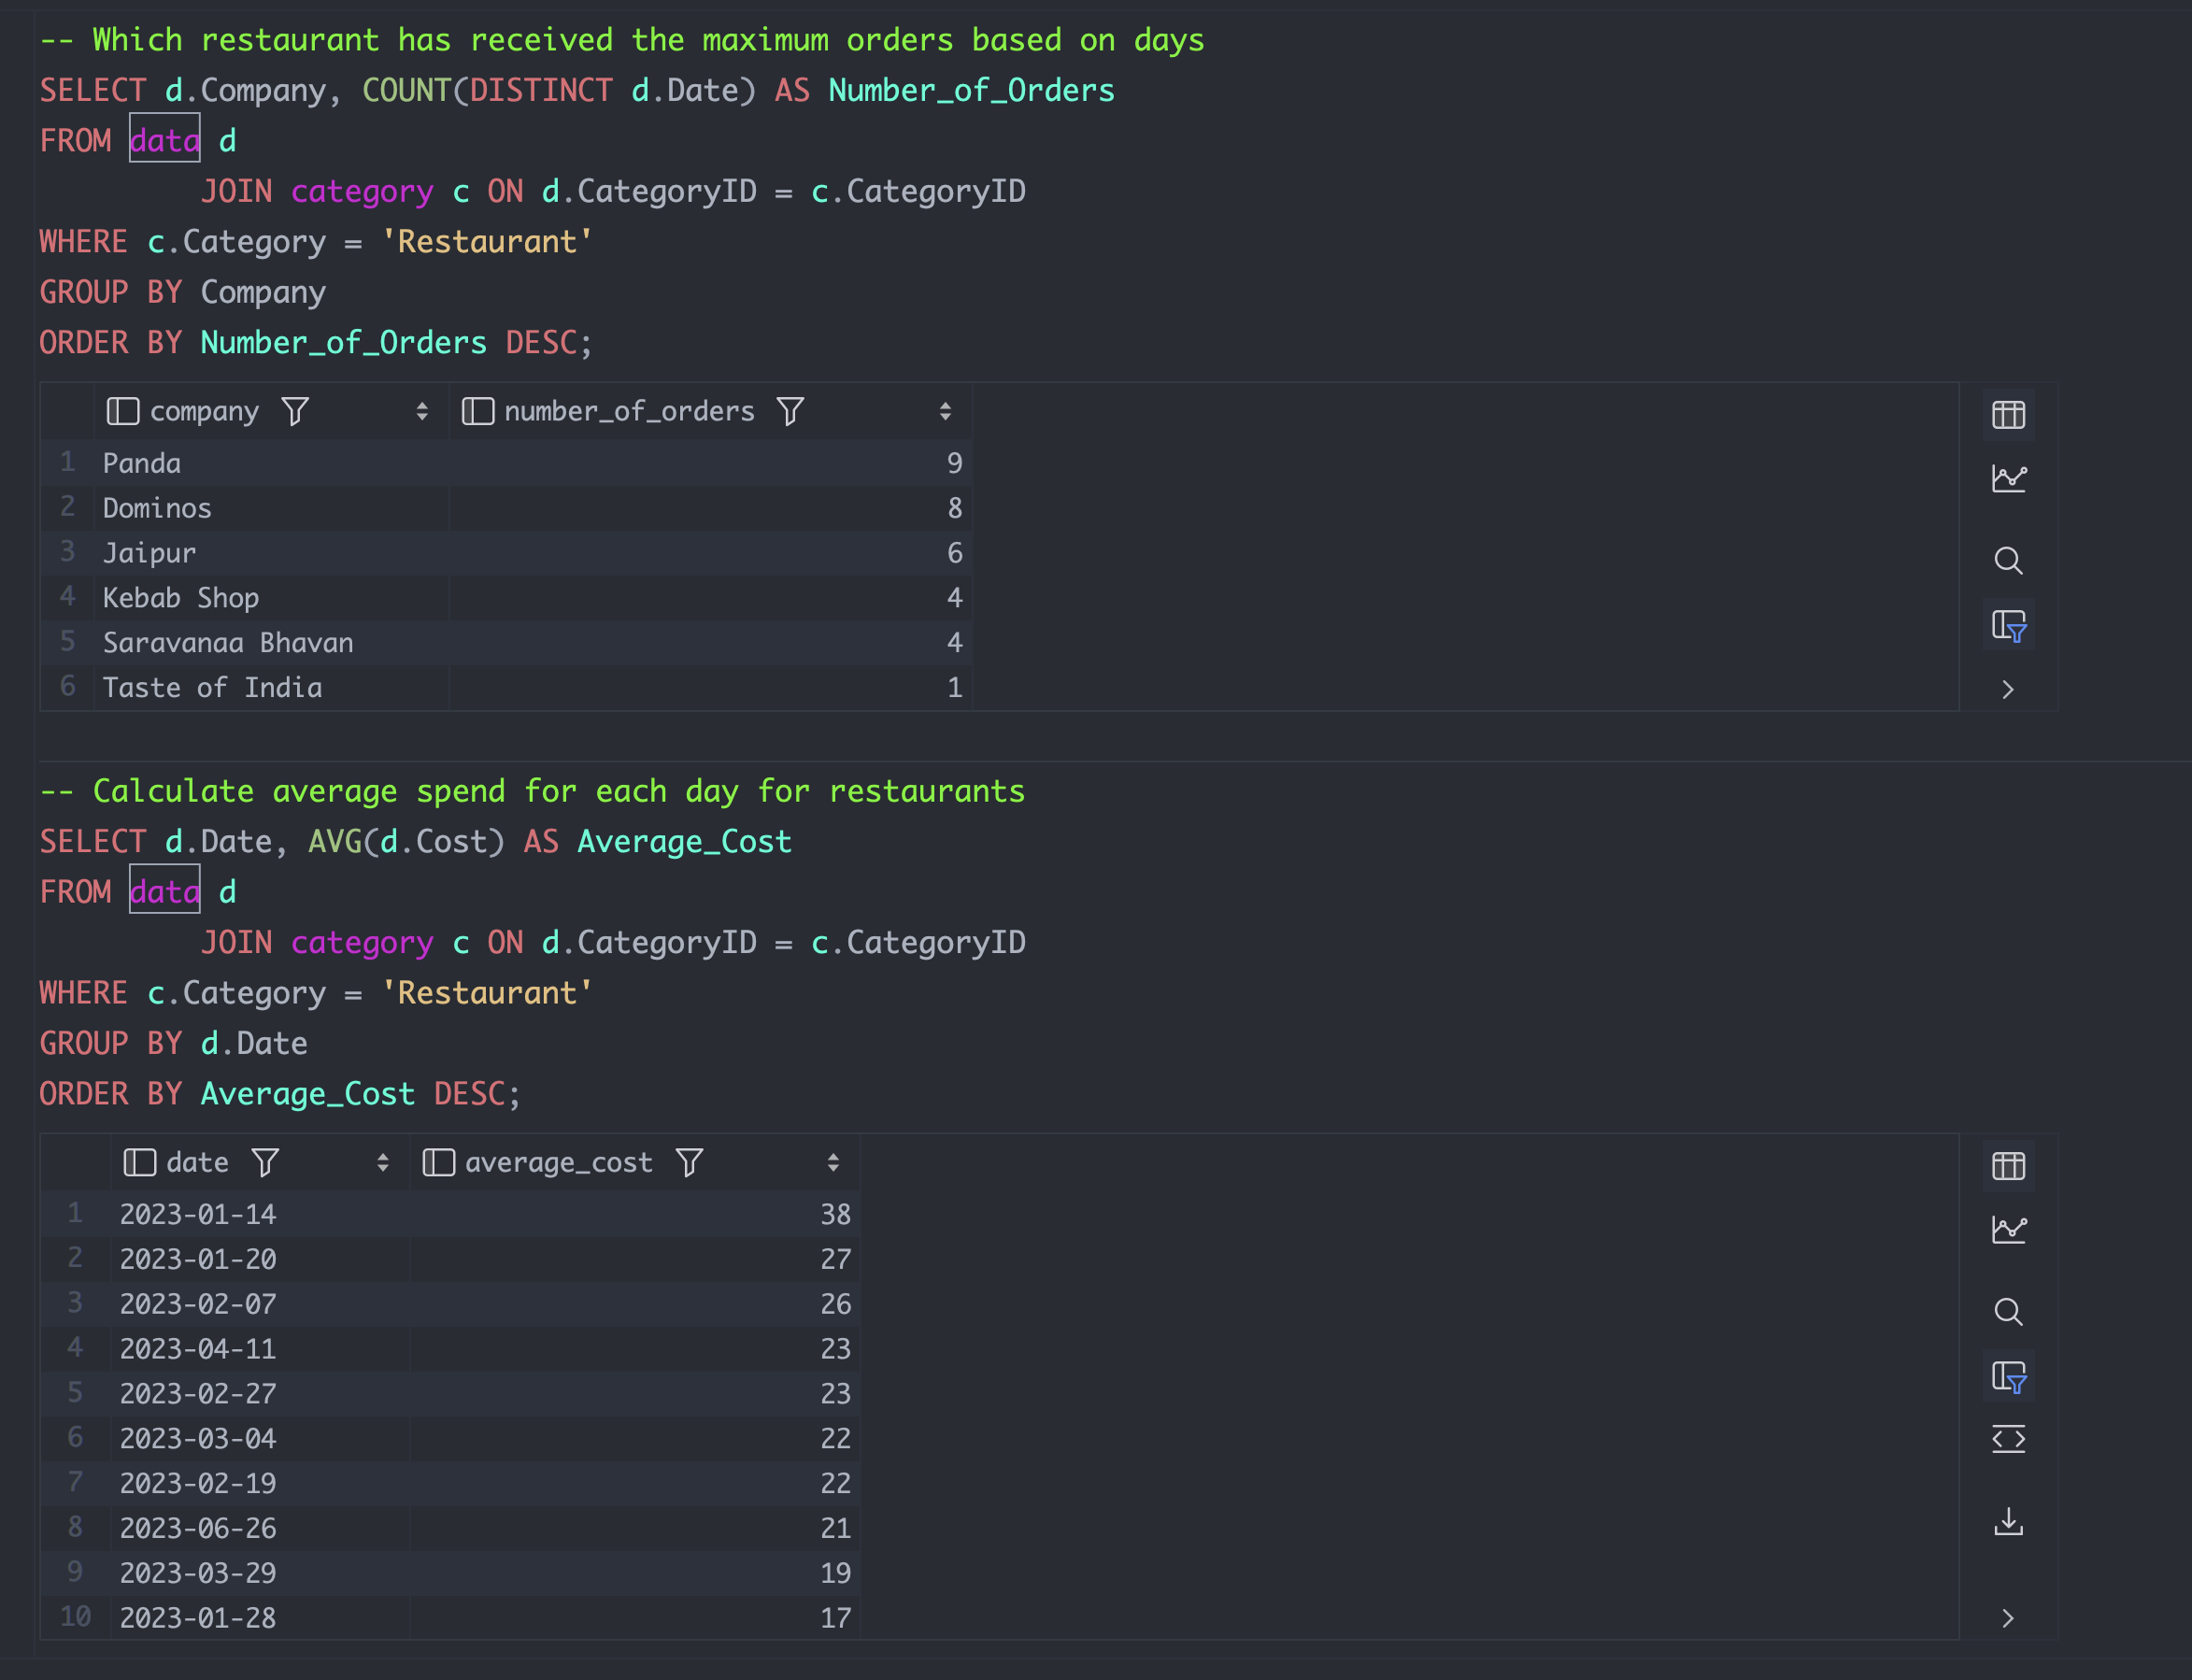 -- Which restaurant has received the maximum orders based on days
SELECT d.Company, COUNT(DISTINCT d.Date) AS Number_of_Orders
FROM data d
JOIN category c ON d.CategoryID = c.CategoryID
WHERE c.Category = 'Restaurant'
GROUP BY Company
ORDER BY Number_of_Orders DESC;
company number_of_orders
1 Panda 9
2 Dominos 8
3 Jaipur 6
4 Kebab Shop 4
5 Saravanaa Bhavan 4
6 Taste of India 1
-- Calculate average spend for each day for restaurants
SELECT d.Date, AVG(d.Cost) AS Average_Cost
FROM data d
JOIN category c ON d.CategoryID = c.CategoryID
WHERE c.Category = 'Restaurant'
GROUP BY d.Date
ORDER BY Average_Cost DESC;
date average_cost
1 2023-01-14 38
2 2023-01-20 27
3 2023-02-07 26
4 2023-04-11 23
5 2023-02-27 23
6 2023-03-04 22
7 2023-02-19 22
8 2023-06-26 21
9 2023-03-29 19
10 2023-01-28 17